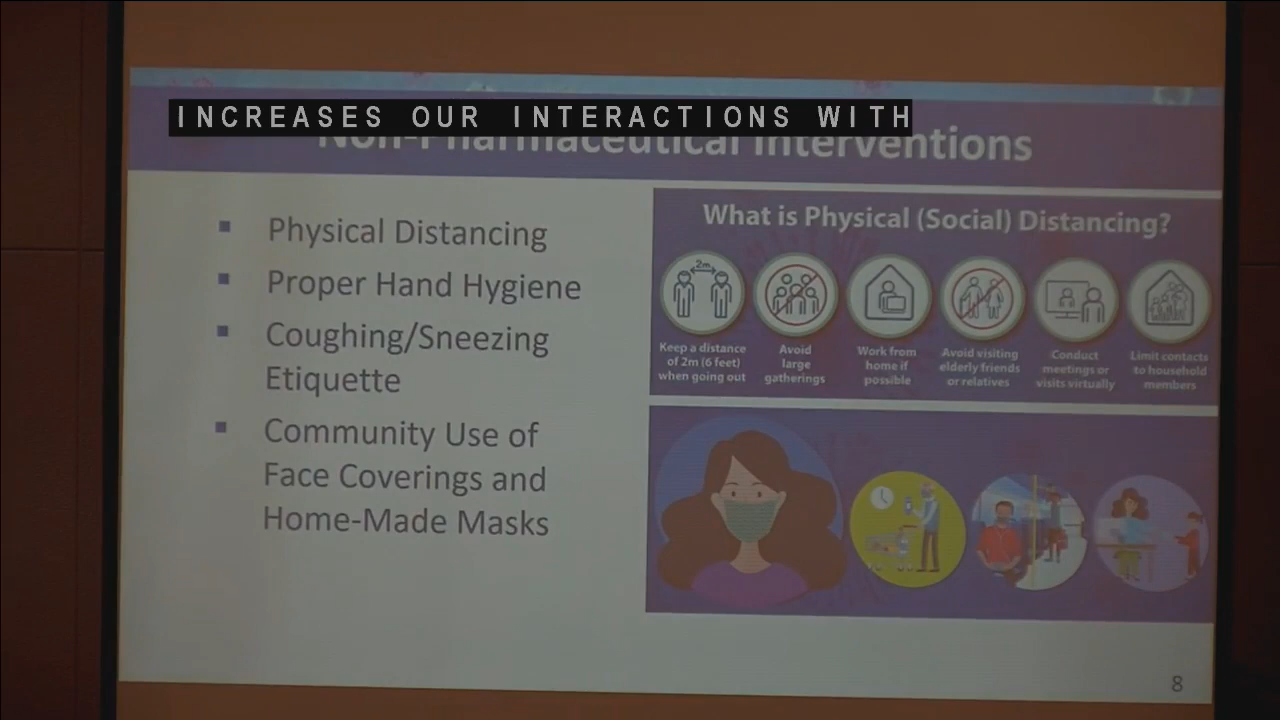 INCREASES OUR INTERACTIONS WITH
Non-Pharmaceutical Interventions
▪ Physical Distancing
▪ Proper Hand Hygiene
▪ Coughing/Sneezing
Etiquette
▪ Community Use of
Face Coverings and
Home-Made Masks
What is Physical (Social) Distancing?
2m
Keep a distance
of 2m (6 feet)
when going out
Avoid
large
gatherings
Work from
home if
possible
Avoid visiting
elderly friends
or relatives
Conduct
meetings or
visits virtually
Limit contacts
to household
members
8